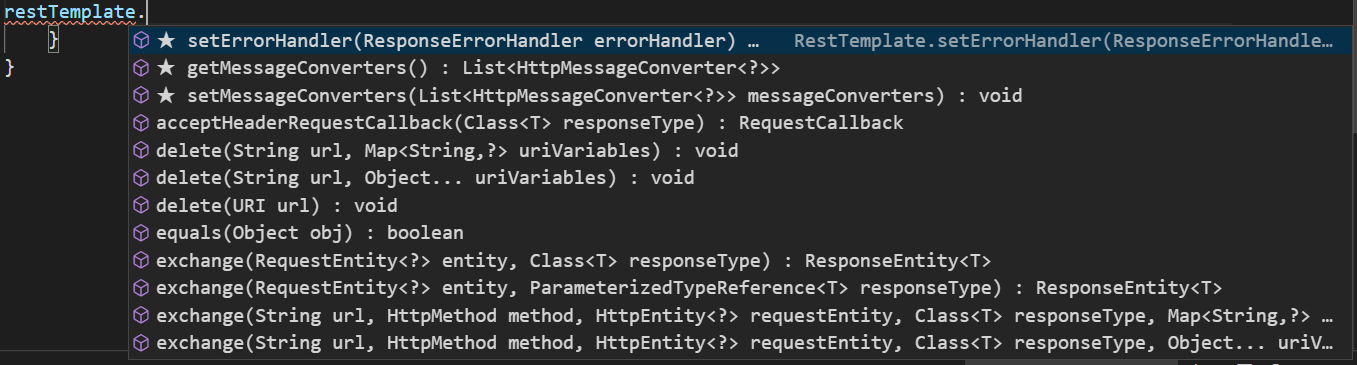 restTemplate.
}
}
★ setErrorHandler(ResponseErrorHandler errorHandler) … RestTemplate.setErrorHandler(ResponseErrorHandle…
★ getMessageConverters() : List<HttpMessageConverter<?>>
★ setMessageConverters(List<HttpMessageConverter<?>> messageConverters) : void
acceptHeaderRequestCallback(Class<T> responseType) : RequestCallback
delete(String url, Map<String,?> uriVariables) : void
delete(String url, Object... uriVariables) : void
delete(URI url) : void
equals(Object obj) : boolean
exchange(RequestEntity<?> entity, Class<T> responseType) : ResponseEntity<T>
exchange(RequestEntity<?> entity, ParameterizedTypeReference<T> responseType) : ResponseEntity<T>
exchange(String url, HttpMethod method, HttpEntity<?> requestEntity, Class<T> responseType, Map<String,?> …
exchange(String url, HttpMethod method, HttpEntity<?> requestEntity, Class<T> responseType, Object... uriV…